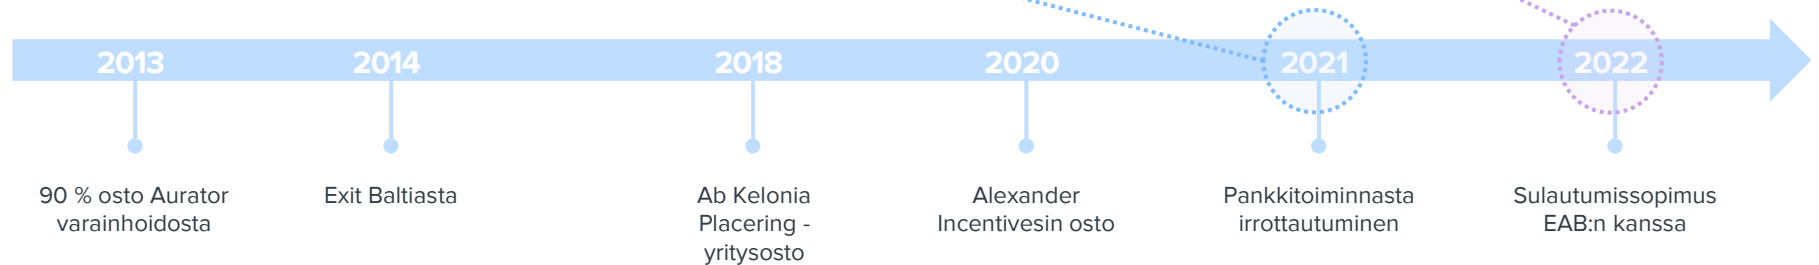 2013
2014
2018
2020
2021
2022
90 % osto Aurator
varainhoidosta
Exit Baltiasta
Ab Kelonia
Placering -
yritysosto
Alexander
Incentivesin osto
Pankkitoiminnasta
irrottautuminen
Sulautumissopimus
EAB:n kanssa